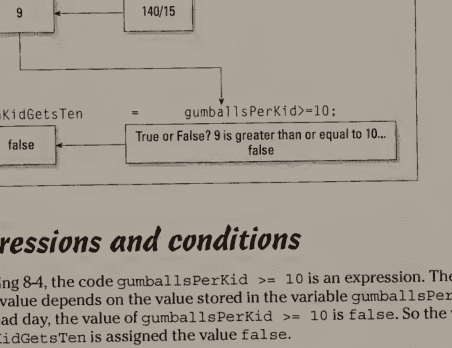 9 140/15
KidGetsTen = gumballsPerKid>=10;
false True or False? 9 is greater than or equal to 10...
false
ressions and conditions
ng 8-4, the code gumballsPerKid >= 10 is an expression. The
value depends on the value stored in the variable gumballsPer
ad day, the value of gumballsPerKid >= 10 is false. So the
KidGetsTen is assigned the value false.